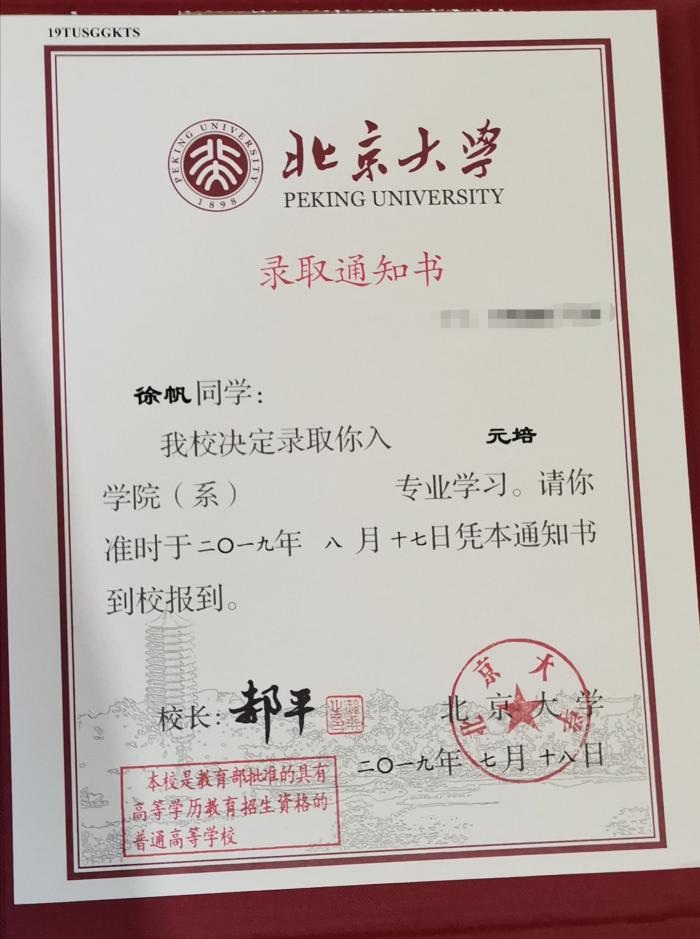 19TUSGGKTS
PEKING UNIVERSITY
1898
北京大学
PEKING UNIVERSITY
录取通知书
徐帆同学：
我校决定录取你入 元培
学院（系） 专业学习。请你
准时于二〇一九年 八 月 十七日凭本通知书
到校报到。
校长：郝平
北京大学
北京大学
二〇一九年 七月 十八日
本校是教育部批准的具有
高等学历教育招生资格的
普通高等学校